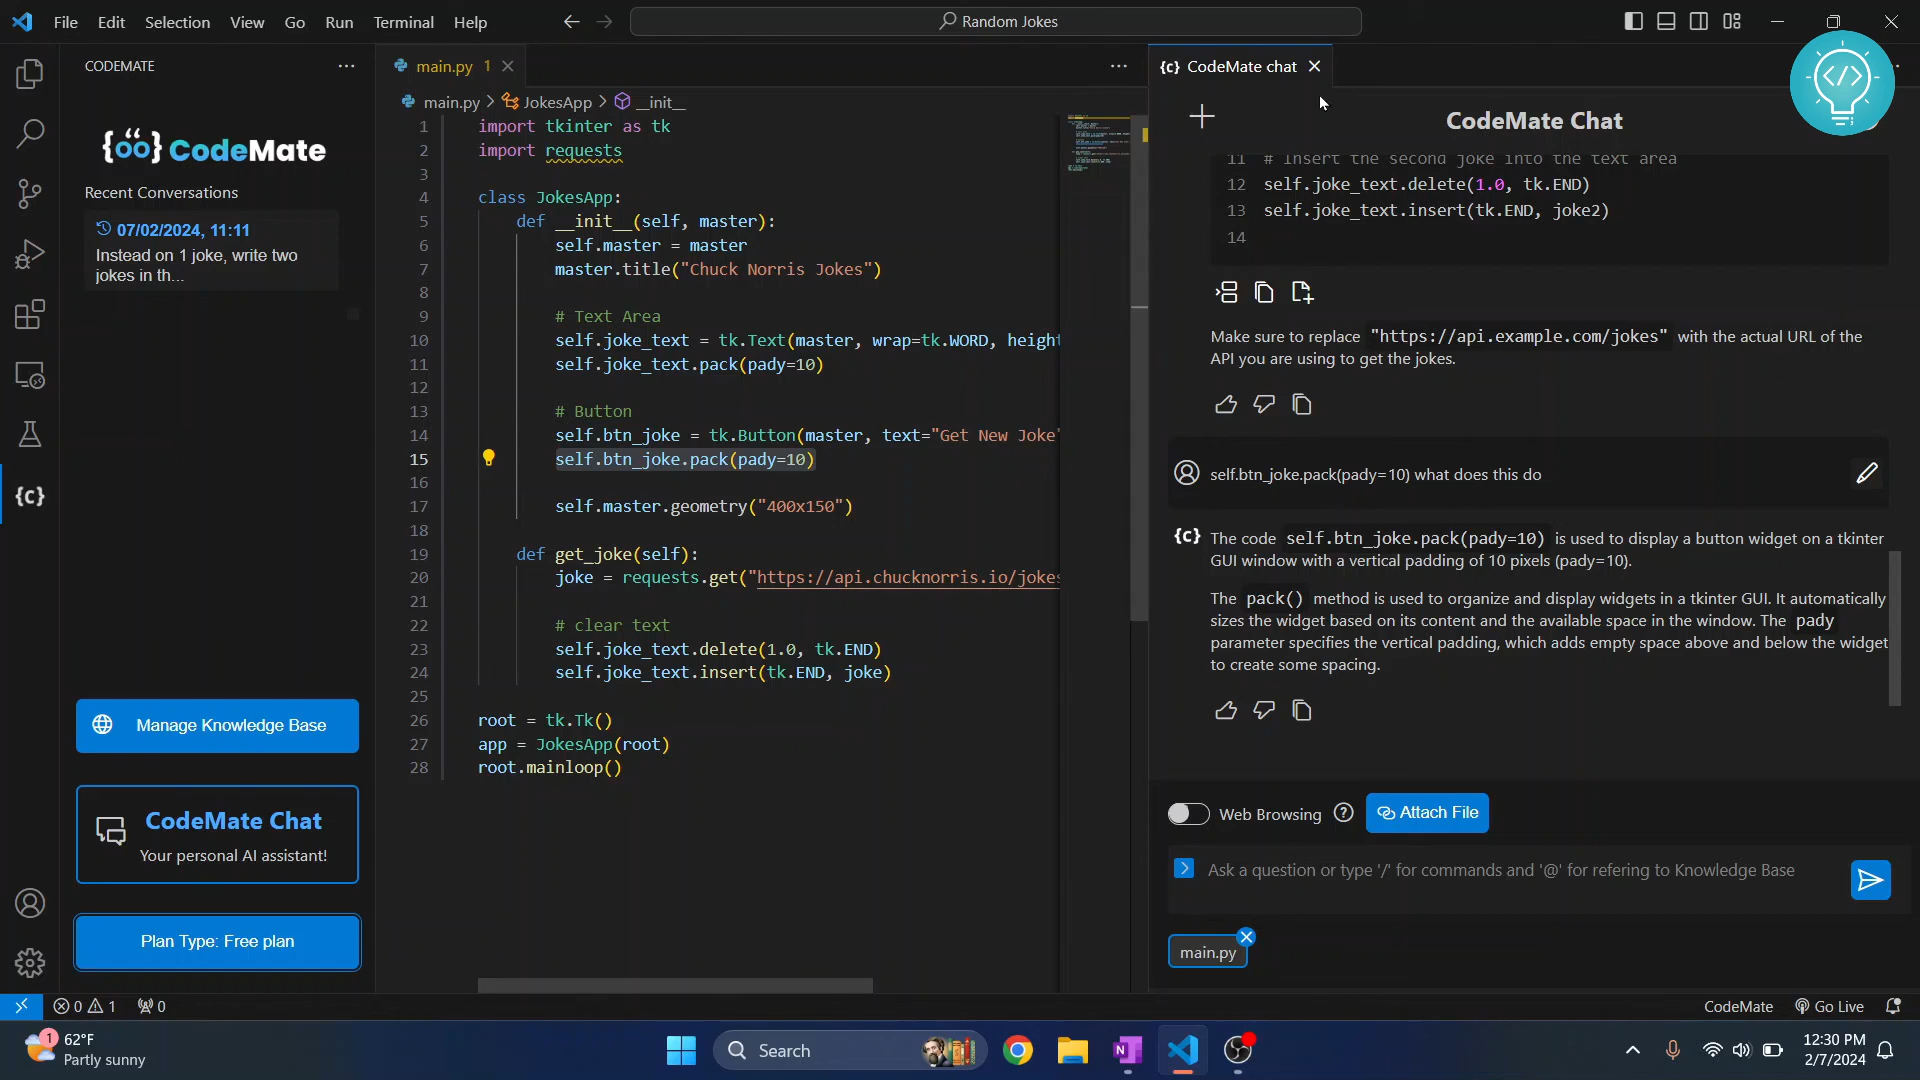 File Edit Selection View Go Run Terminal Help
Random Jokes
CODEMATE
CodeMate
Recent Conversations
07/02/2024, 11:11
Instead on 1 joke, write two
jokes in th...
Manage Knowledge Base
CodeMate Chat
Your personal AI assistant!
Plan Type: Free plan
main.py 1
main.py > JokesApp > __init__
1 import tkinter as tk
2 import requests
3
4 class JokesApp:
5 def __init__(self, master):
6 self.master = master
7 master.title("Chuck Norris Jokes")
8
9 # Text Area
10 self.joke_text = tk.Text(master, wrap=tk.WORD, height
11 self.joke_text.pack(pady=10)
12
13 # Button
14 self.btn_joke = tk.Button(master, text="Get New Joke"
15 self.btn_joke.pack(pady=10)
16
17 self.master.geometry("400x150")
18
19 def get_joke(self):
20 joke = requests.get("https://api.chucknorris.io/jokes
21
22 # clear text
23 self.joke_text.delete(1.0, tk.END)
24 self.joke_text.insert(tk.END, joke)
25
26 root = tk.Tk()
27 app = JokesApp(root)
28 root.mainloop()
{c} CodeMate chat
CodeMate Chat
11 # Insert the second joke into the text area
12 self.joke_text.delete(1.0, tk.END)
13 self.joke_text.insert(tk.END, joke2)
14
Make sure to replace "https://api.example.com/jokes" with the actual URL of the
API you are using to get the jokes.
self.btn_joke.pack(pady=10) what does this do
{c} The code self.btn_joke.pack(pady=10) is used to display a button widget on a tkinter
GUI window with a vertical padding of 10 pixels (pady=10).
The pack() method is used to organize and display widgets in a tkinter GUI. It automatically
sizes the widget based on its content and the available space in the window. The pady
parameter specifies the vertical padding, which adds empty space above and below the widget
to create some spacing.
Web Browsing
Attach File
Ask a question or type '/' for commands and '@' for refering to Knowledge Base
main.py
0 1 0
CodeMate Go Live
1 62°F
Partly sunny
Search
12:30 PM
2/7/2024